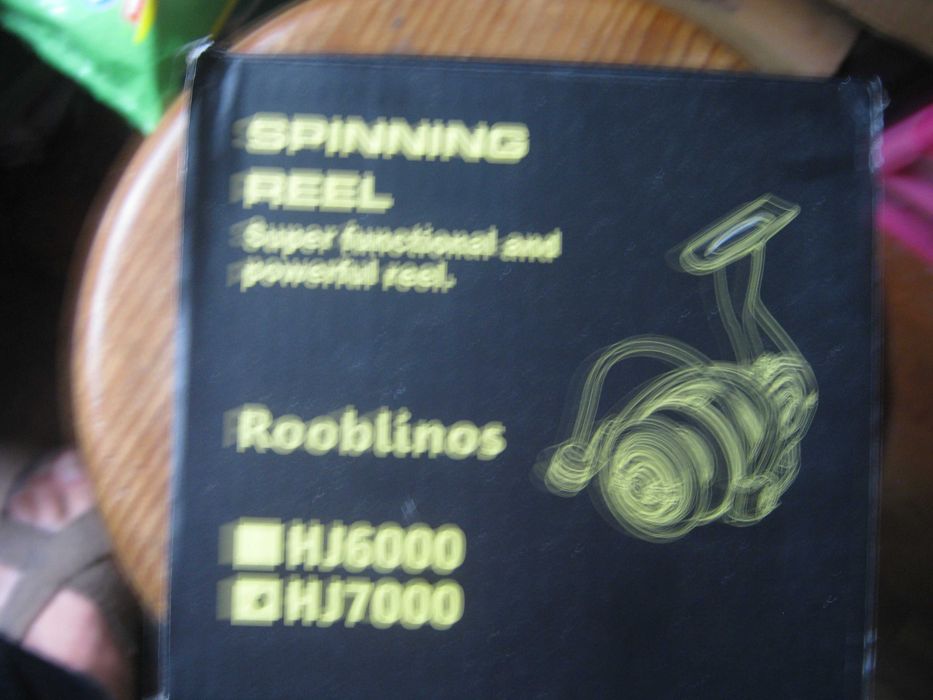 SPINNING
REEL
Super functional and
powerful reel.
Rooblinos
HJ6000
HJ7000